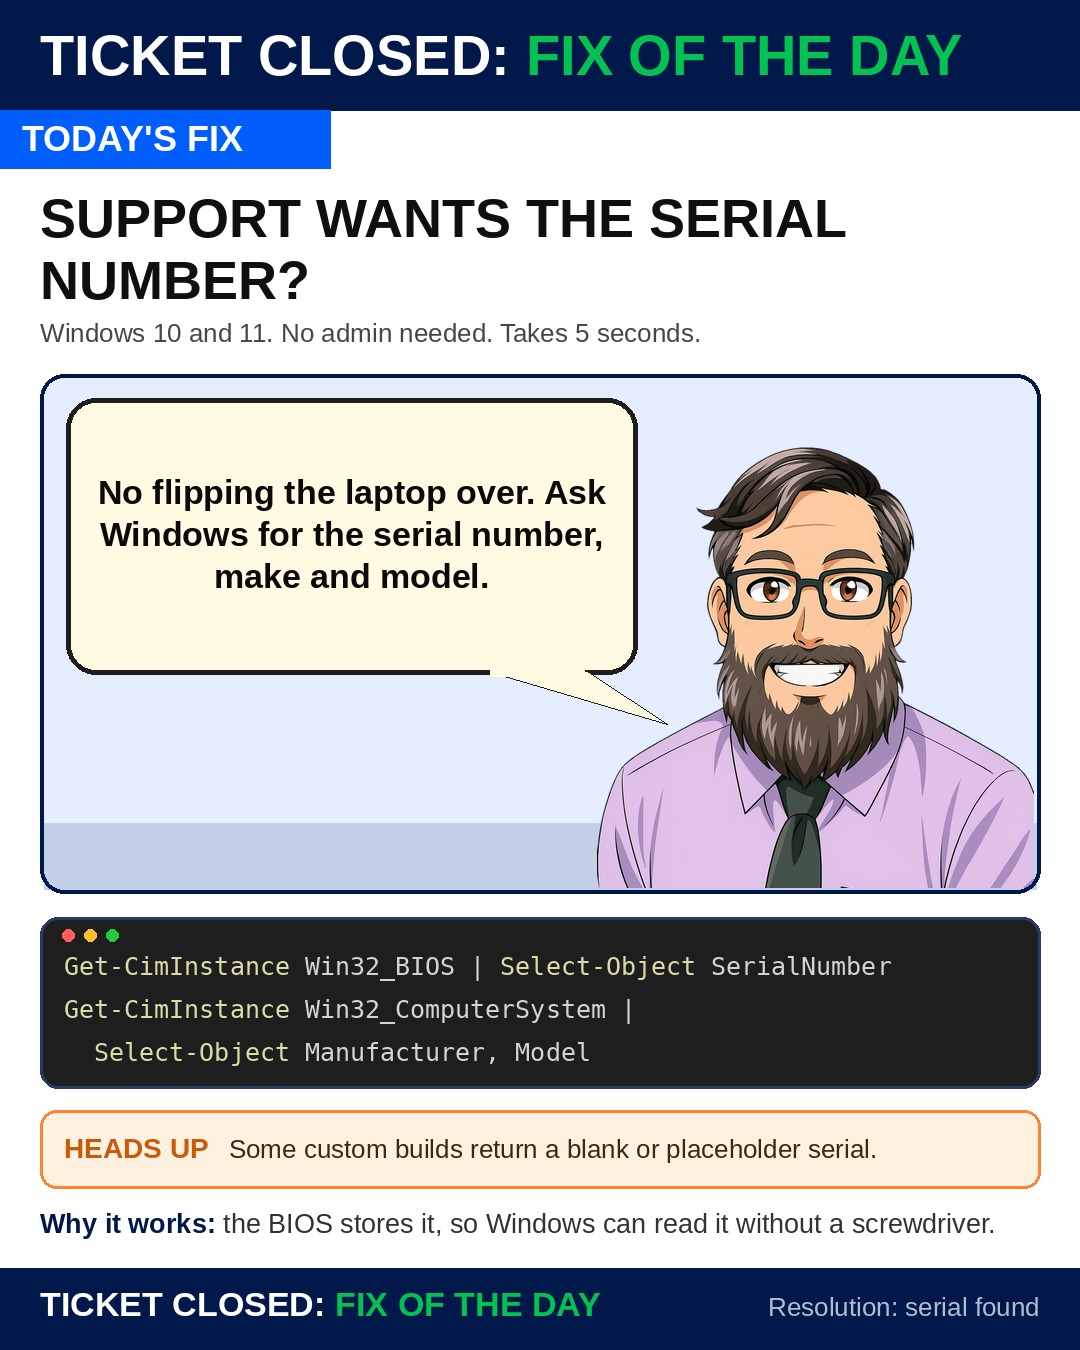 TICKET CLOSED: FIX OF THE DAY
TODAY'S FIX
SUPPORT WANTS THE SERIAL
NUMBER?
Windows 10 and 11. No admin needed. Takes 5 seconds.
No flipping the laptop over. Ask
Windows for the serial number,
make and model.
Get-CimInstance Win32_BIOS | Select-Object SerialNumber
Get-CimInstance Win32_ComputerSystem |
  Select-Object Manufacturer, Model
HEADS UP Some custom builds return a blank or placeholder serial.
Why it works: the BIOS stores it, so Windows can read it without a screwdriver.
TICKET CLOSED: FIX OF THE DAY
Resolution: serial found